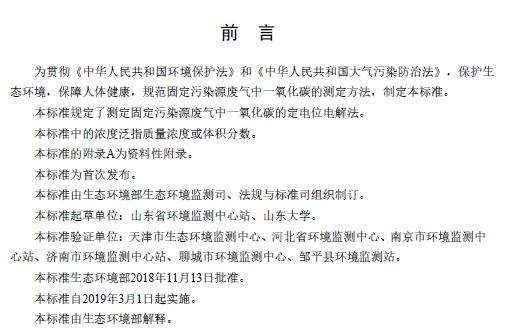 前 言
为贯彻《中华人民共和国环境保护法》和《中华人民共和国大气污染防治法》，保护生
态环境，保障人体健康，规范固定污染源废气中一氧化碳的测定方法，制定本标准。
本标准规定了测定固定污染源废气中一氧化碳的定电位电解法。
本标准中的浓度泛指质量浓度或体积分数。
本标准的附录A为资料性附录。
本标准为首次发布。
本标准由生态环境部生态环境监测司、法规与标准司组织制订。
本标准起草单位：山东省环境监测中心站、山东大学。
本标准验证单位：天津市生态环境监测中心、河北省环境监测中心、南京市环境监测中
心站、济南市环境监测中心站、聊城市环境监测中心、邹平县环境监测站。
本标准生态环境部2018年11月13日批准。
本标准自2019年3月1日起实施。
本标准由生态环境部解释。